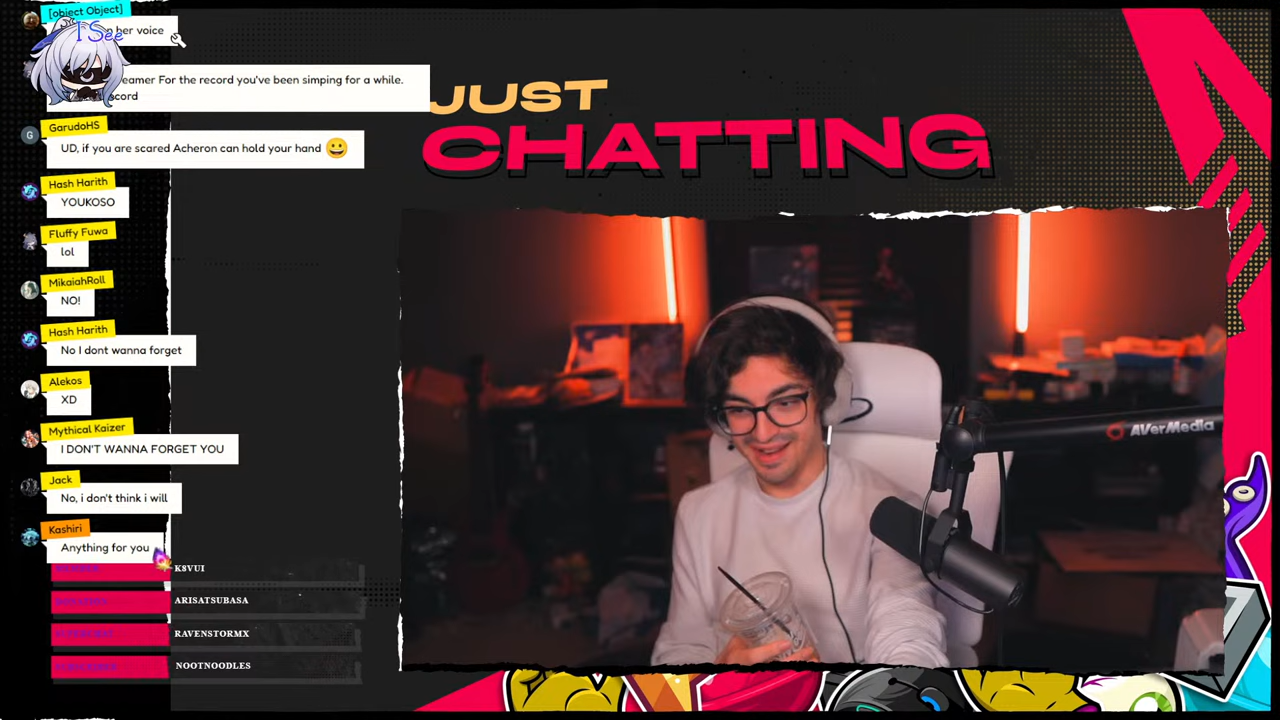 [object Object]
I See
her voice
eamer For the record you've been simping for a while.
scord
GarudoHS
UD, if you are scared Acheron can hold your hand 😀
Hash Harith
YOUKOSO
Fluffy Fuwa
lol
MikaiahRoll
NO!
Hash Harith
No I dont wanna forget
Alekos
XD
Mythical Kaizer
I DON'T WANNA FORGET YOU
Jack
No, i don't think i will
Kashiri
Anything for you
K8VUI
ARISATSUBASA
RAVENSTORMX
NOOTNOODLES
JUST
CHATTING
AVerMedia